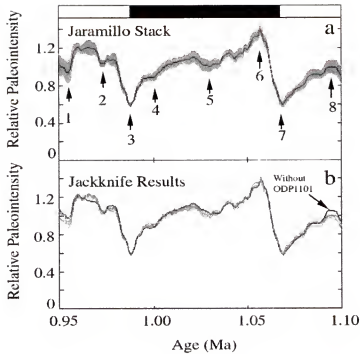 Jaramillo Stack
a
Relative Paleointensity
1.2
0.8
0.4
0
1
2
3
4
5
6
7
8
Jackknife Results
b
Without
ODP1101
Relative Paleointensity
1.2
0.8
0.4
0
0.95
1.00
1.05
1.10
Age (Ma)